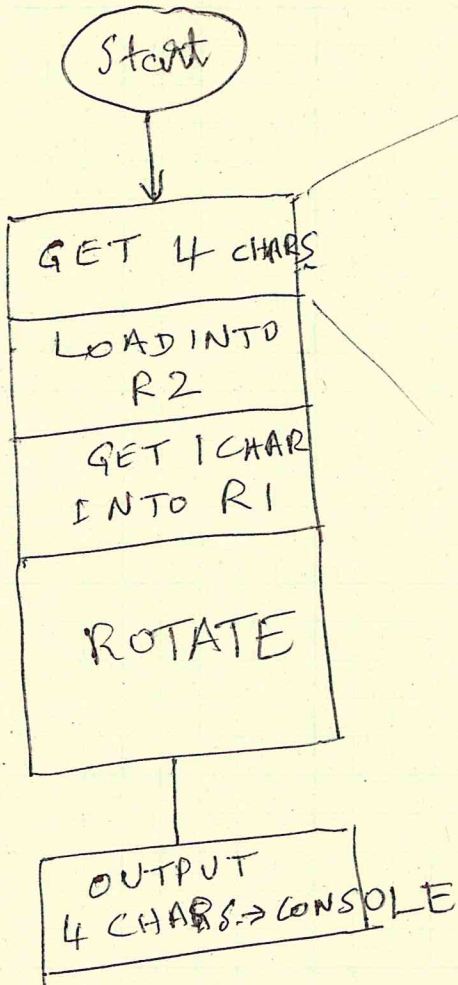 Start
GET 4 CHARS
LOAD INTO
R2
GET 1 CHAR
INTO R1
ROTATE
OUTPUT
4 CHARS → CONSOLE